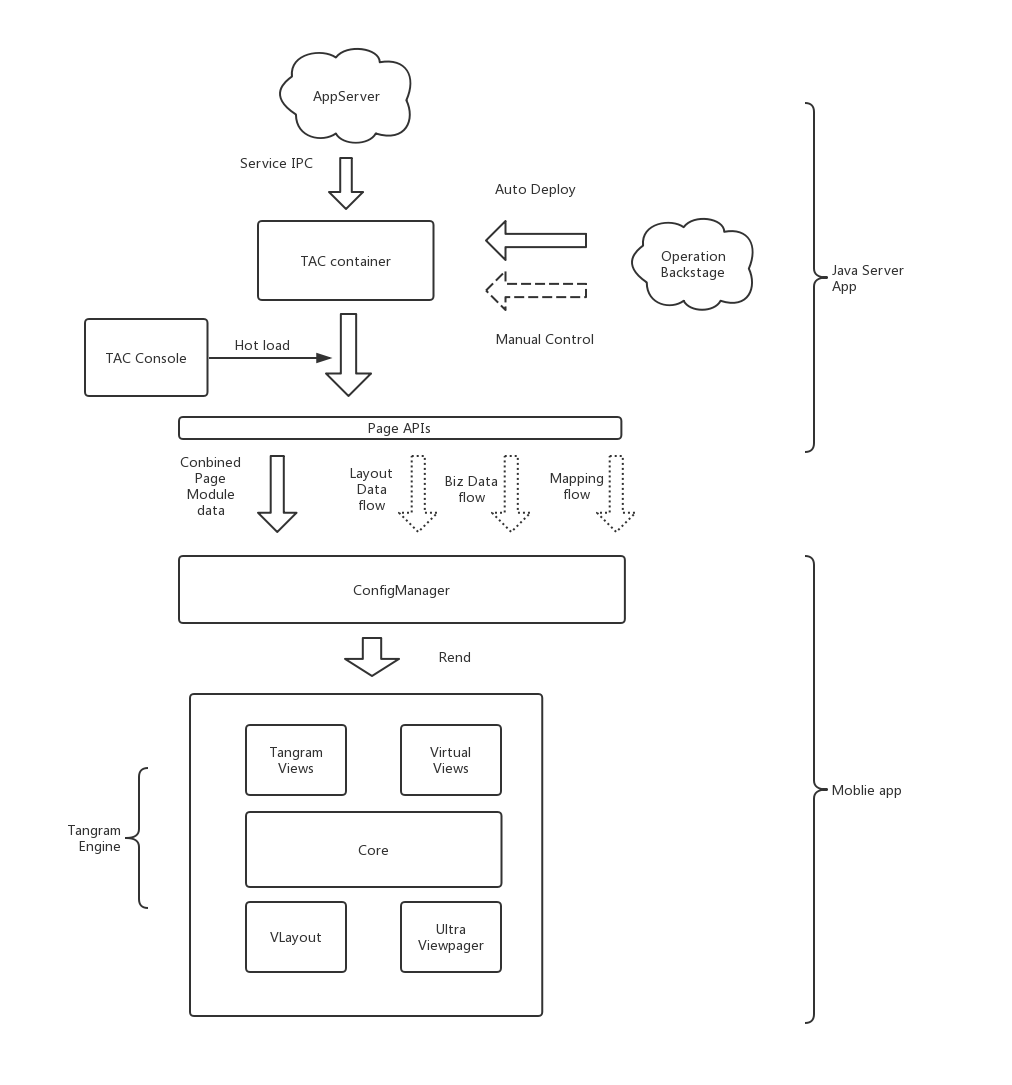 AppServer
Service IPC
Auto Deploy
TAC container
Operation
Backstage
Java Server
App
Manual Control
TAC Console
Hot load
Page APIs
Conbined
Page
Module
data
Layout
Data
flow
Biz Data
flow
Mapping
flow
ConfigManager
Rend
Tangram
Views
Virtual
Views
Moblie app
Tangram
Engine
Core
VLayout
Ultra
Viewpager